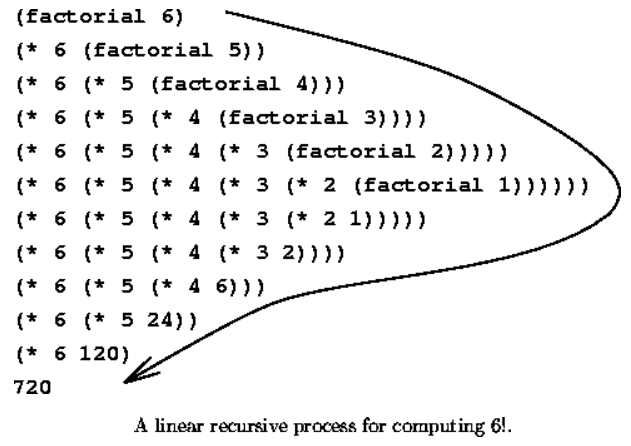 (factorial 6)
(* 6 (factorial 5))
(* 6 (* 5 (factorial 4)))
(* 6 (* 5 (* 4 (factorial 3))))
(* 6 (* 5 (* 4 (* 3 (factorial 2)))))
(* 6 (* 5 (* 4 (* 3 (* 2 (factorial 1))))))
(* 6 (* 5 (* 4 (* 3 (* 2 1)))))
(* 6 (* 5 (* 4 (* 3 2))))
(* 6 (* 5 (* 4 6)))
(* 6 (* 5 24))
(* 6 120)
720
A linear recursive process for computing 6!.